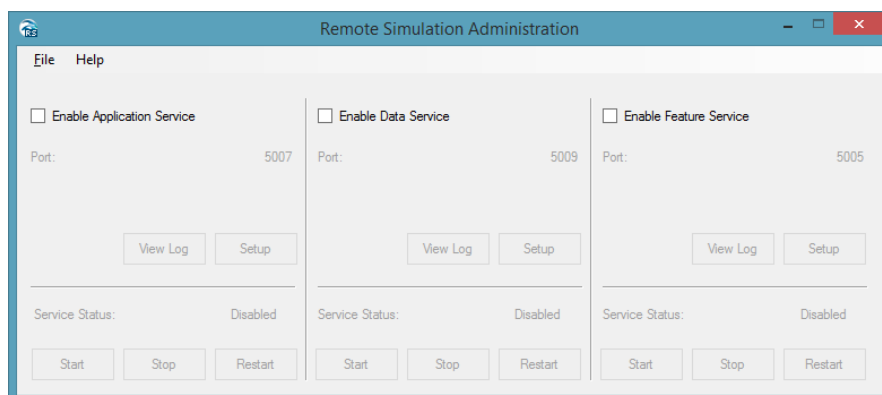 Remote Simulation Administration
File Help
Enable Application Service
Port: 5007
View Log Setup
Service Status: Disabled
Start Stop Restart
Enable Data Service
Port: 5009
View Log Setup
Service Status: Disabled
Start Stop Restart
Enable Feature Service
Port: 5005
View Log Setup
Service Status: Disabled
Start Stop Restart